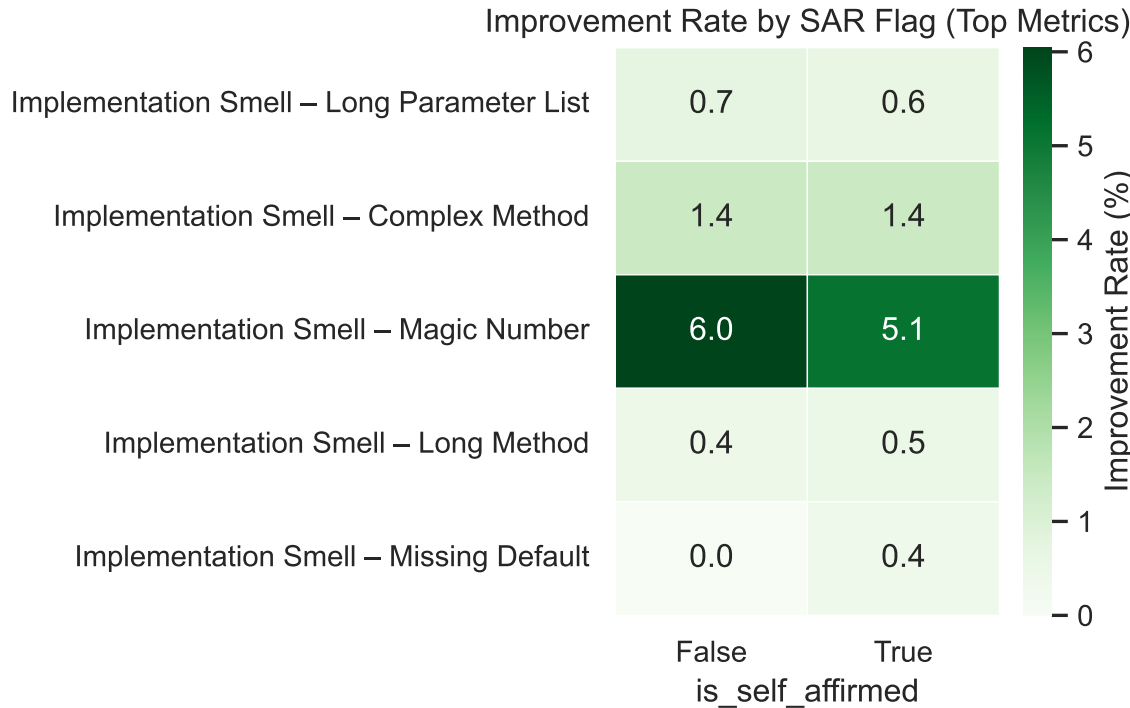 Improvement Rate by SAR Flag (Top Metrics)
Implementation Smell – Long Parameter List 0.7 0.6
Implementation Smell – Complex Method 1.4 1.4
Implementation Smell – Magic Number 6.0 5.1
Implementation Smell – Long Method 0.4 0.5
Implementation Smell – Missing Default 0.0 0.4
False True
is_self_affirmed
6
5
4
3
2
1
0
Improvement Rate (%)